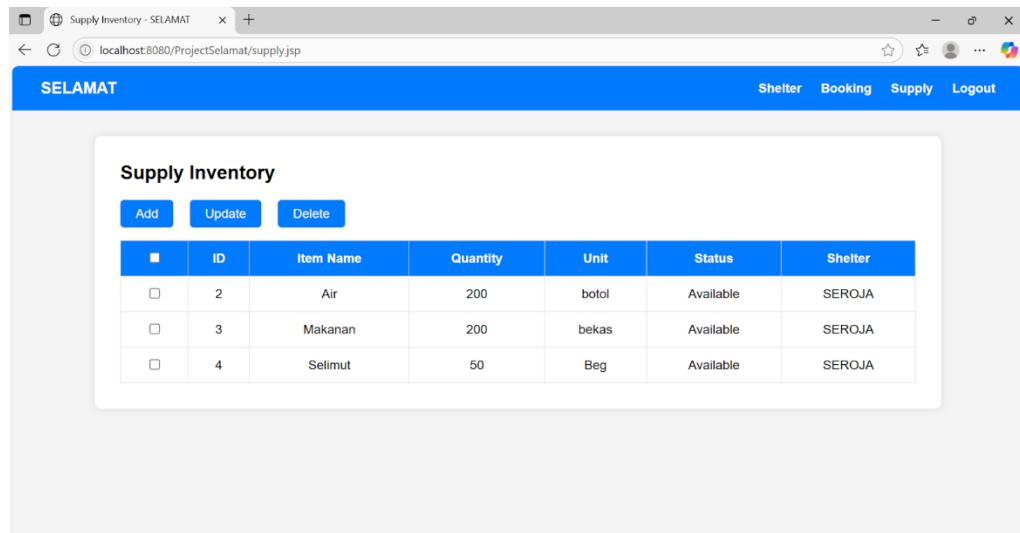 Supply Inventory - SELAMAT
localhost:8080/ProjectSelamat/supply.jsp
SELAMAT Shelter Booking Supply Logout
Supply Inventory
Add Update Delete
ID Item Name Quantity Unit Status Shelter
2 Air 200 botol Available SEROJA
3 Makanan 200 bekas Available SEROJA
4 Selimut 50 Beg Available SEROJA